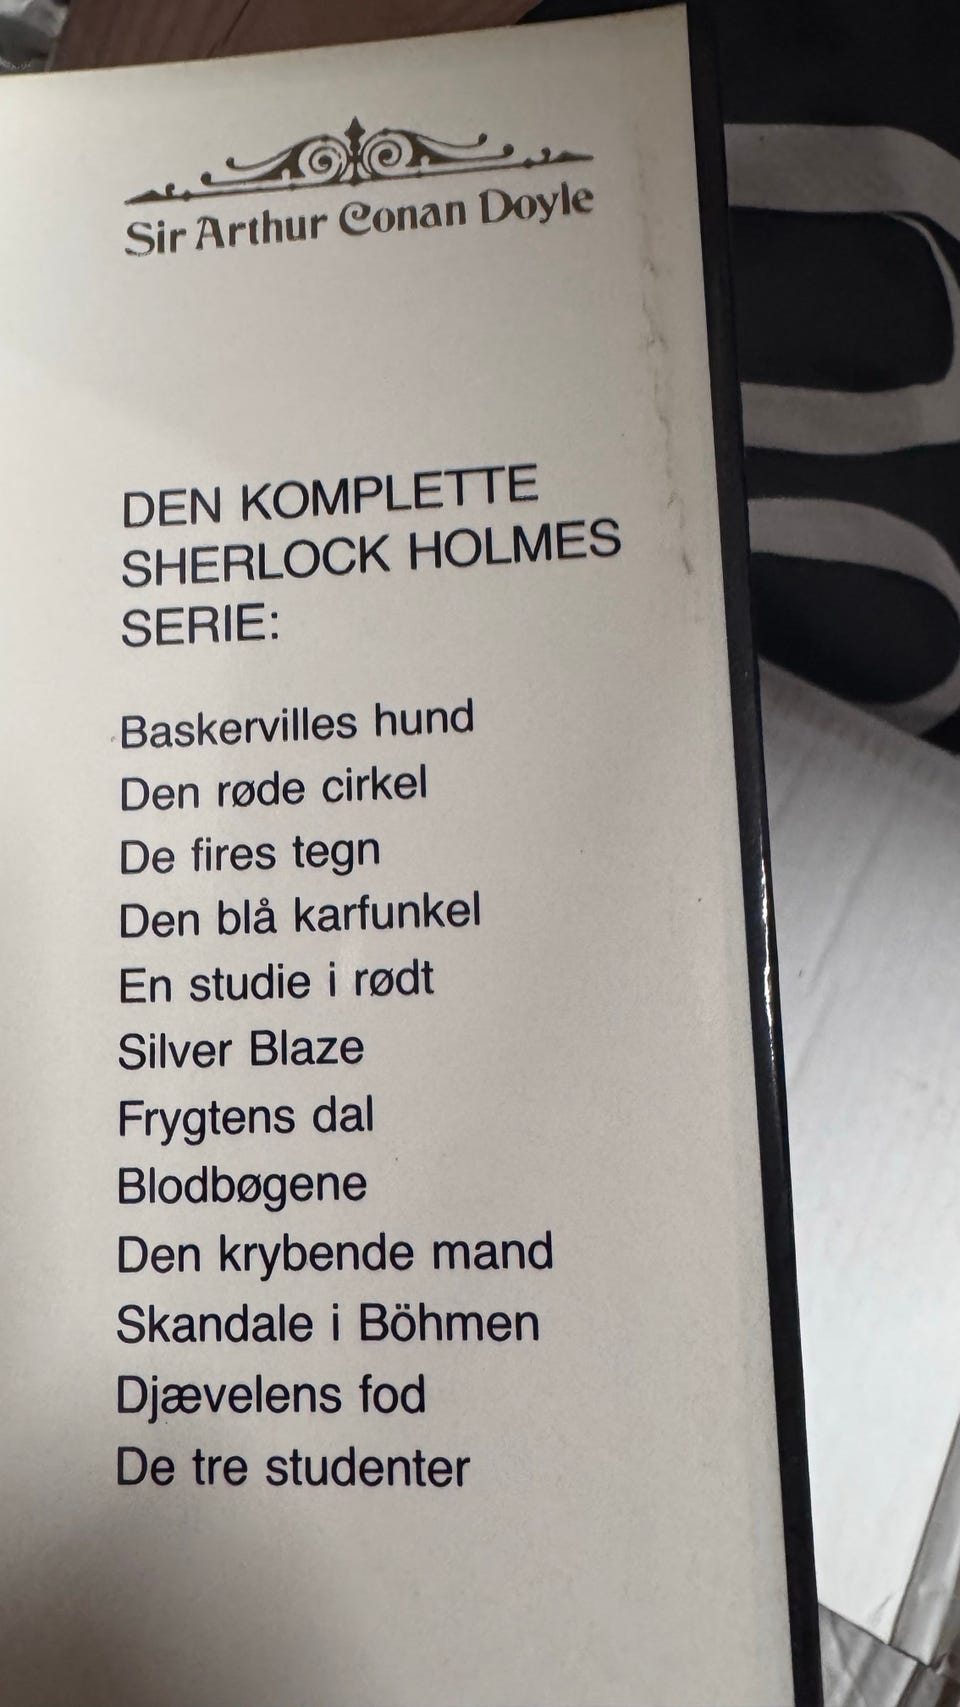 Sir Arthur Conan Doyle
DEN KOMPLETTE
SHERLOCK HOLMES
SERIE:
Baskervilles hund
Den røde cirkel
De fires tegn
Den blå karfunkel
En studie i rødt
Silver Blaze
Frygtens dal
Blodbøgene
Den krybende mand
Skandale i Böhmen
Djævelens fod
De tre studenter